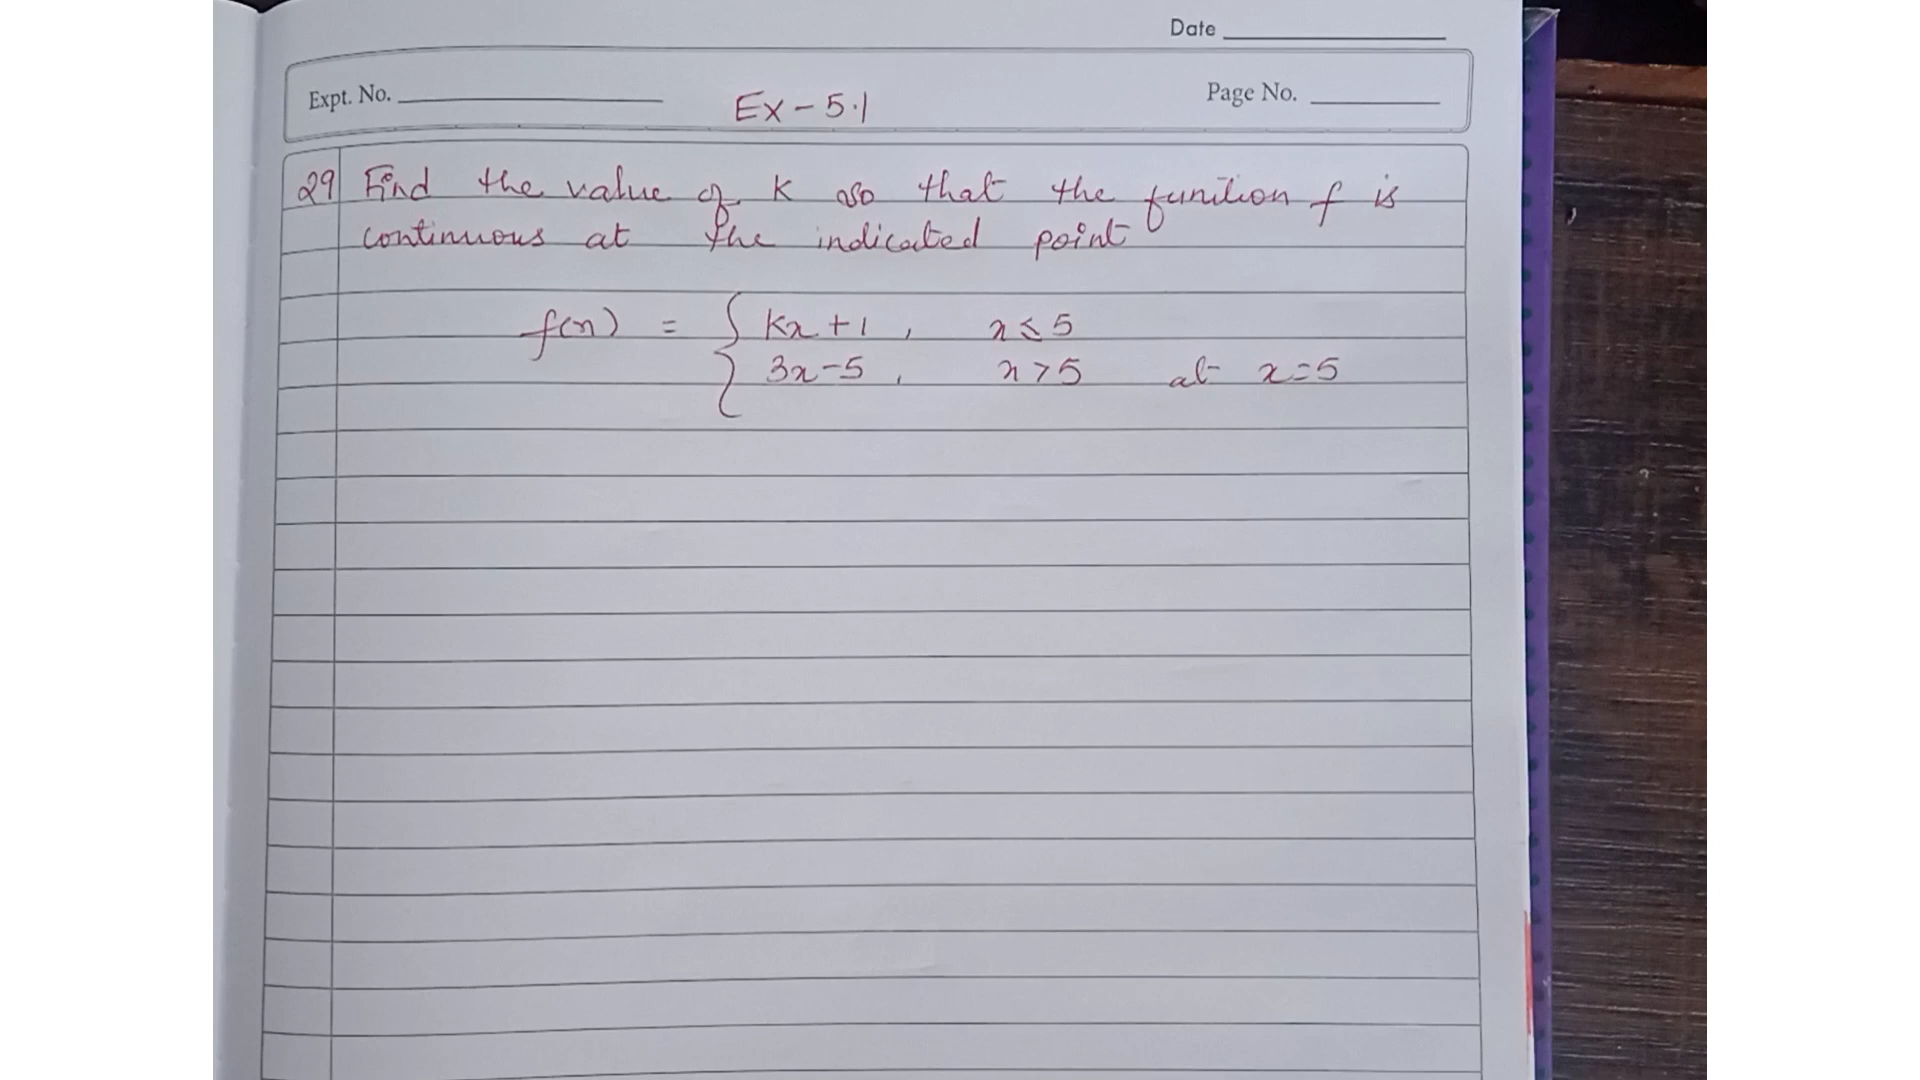 Date
Expt. No. Ex - 5.1 Page No.
29 Find the value of K so that the function f is
continuous at the indicated point
f(x) = { Kx + 1 , x ≤ 5
3x - 5 , x > 5 at x = 5